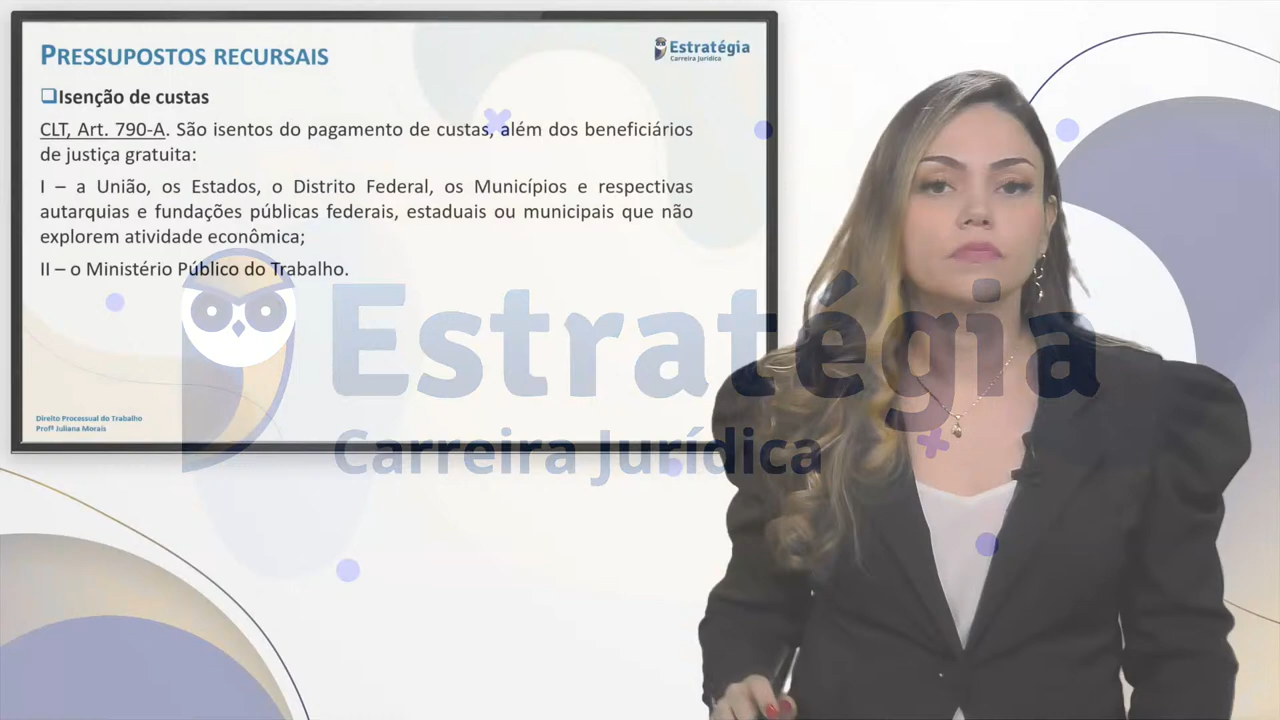 PRESSUPOSTOS RECURSAIS
Estratégia
Carreira Jurídica
❑Isenção de custas
CLT, Art. 790-A. São isentos do pagamento de custas, além dos beneficiários
de justiça gratuita:
I – a União, os Estados, o Distrito Federal, os Municípios e respectivas
autarquias e fundações públicas federais, estaduais ou municipais que não
explorem atividade econômica;
II – o Ministério Público do Trabalho.
Estratégia
Carreira Jurídica
Direito Processual do Trabalho
Profª Juliana Morais